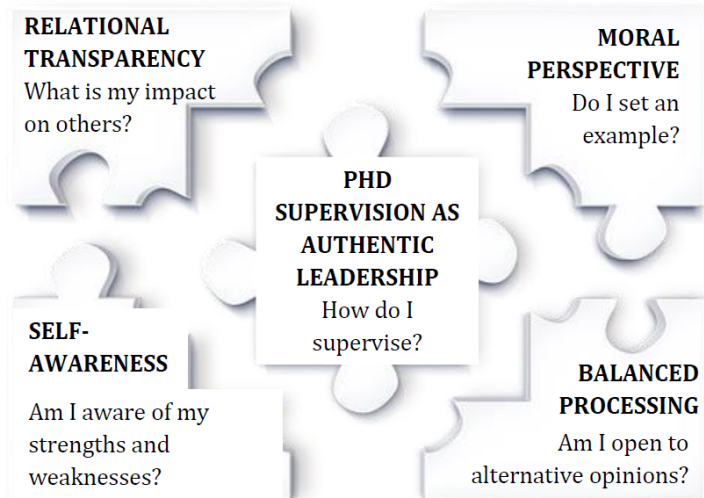 RELATIONAL
TRANSPARENCY
What is my impact
on others?
MORAL
PERSPECTIVE
Do I set an
example?
PHD
SUPERVISION AS
AUTHENTIC
LEADERSHIP
How do I
supervise?
SELF-
AWARENESS
Am I aware of my
strengths and
weaknesses?
BALANCED
PROCESSING
Am I open to
alternative opinions?